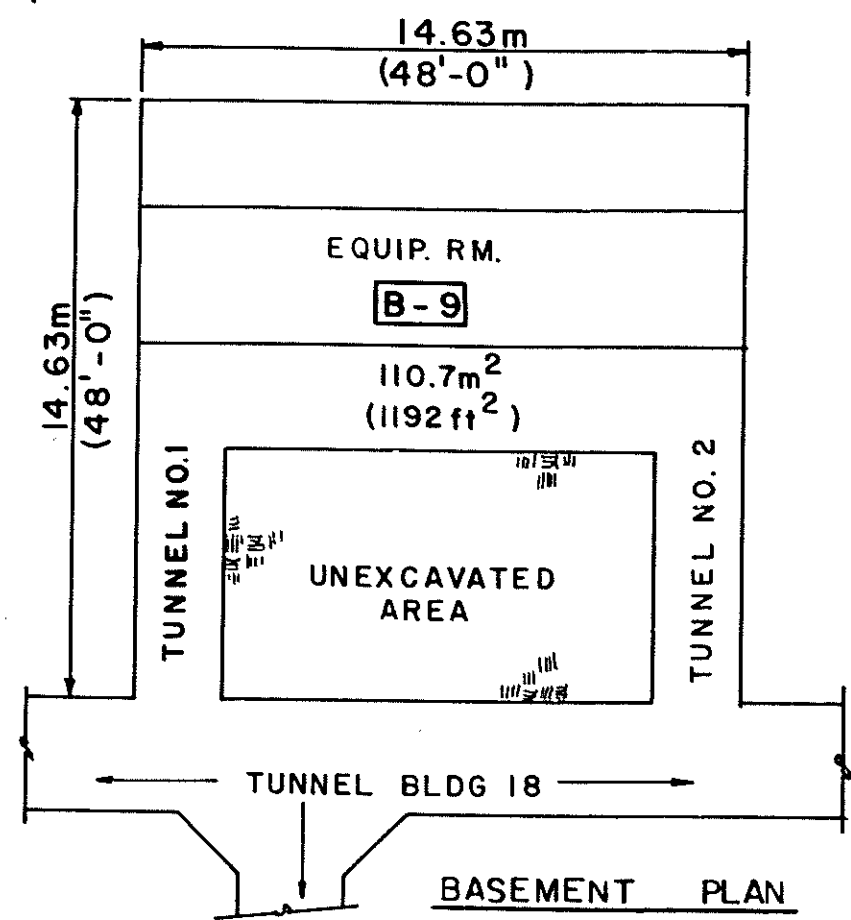 14.63m
(48'-0")
EQUIP. RM.
B-9
14.63m
(48'-0")
110.7m²
(1192 ft²)
TUNNEL NO.1
TUNNEL NO. 2
UNEXCAVATED
AREA
TUNNEL BLDG 18
BASEMENT PLAN